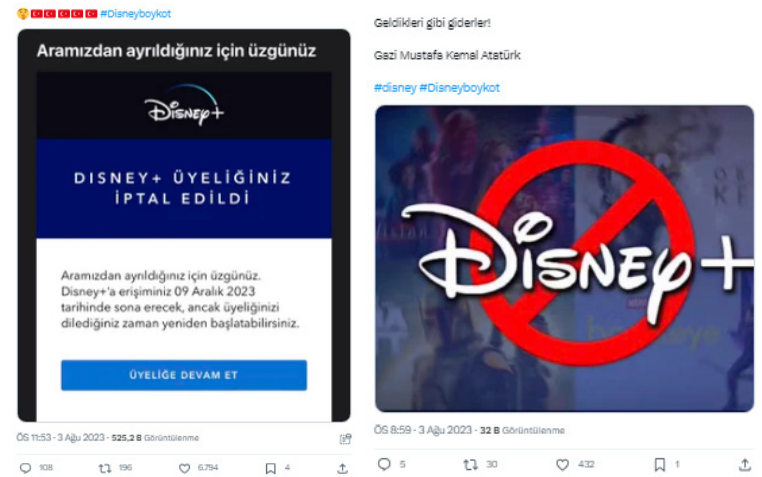 #Disneyboykot
Aramızdan ayrıldığınız için üzgünüz
Disney+
DISNEY+ ÜYELİĞİNİZ
İPTAL EDİLDİ
Aramızdan ayrıldığınız için üzgünüz.
Disney+'a erişiminiz 09 Aralık 2023
tarihinde sona erecek, ancak üyeliğinizi
dilediğiniz zaman yeniden başlatabilirsiniz.
ÜYELİĞE DEVAM ET
ÖS 11:53 · 3 Ağu 2023 · 525,2 B Görüntülenme
108 196 6.794 4
Geldikleri gibi giderler!
Gazi Mustafa Kemal Atatürk
#disney #Disneyboykot
Disney+
ÖS 8:59 · 3 Ağu 2023 · 32 B Görüntülenme
5 30 432 1